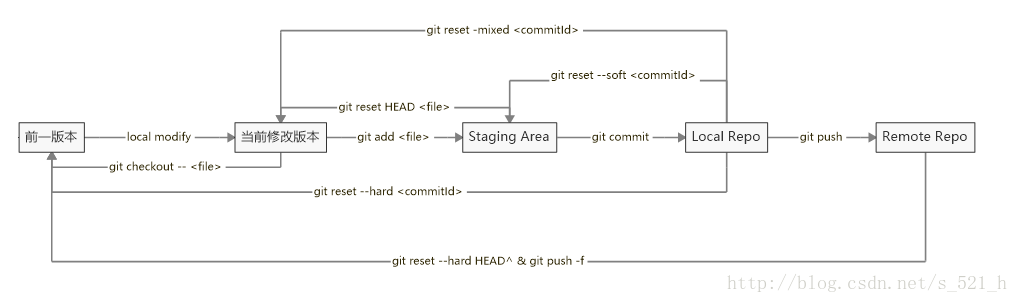 git reset -mixed <commitId>
git reset --soft <commitId>
git reset HEAD <file>
前一版本
local modify
当前修改版本
git add <file>
Staging Area
git commit
Local Repo
git push
Remote Repo
git checkout -- <file>
git reset --hard <commitId>
git reset --hard HEAD^ & git push -f
http://blog.csdn.net/s_521_h